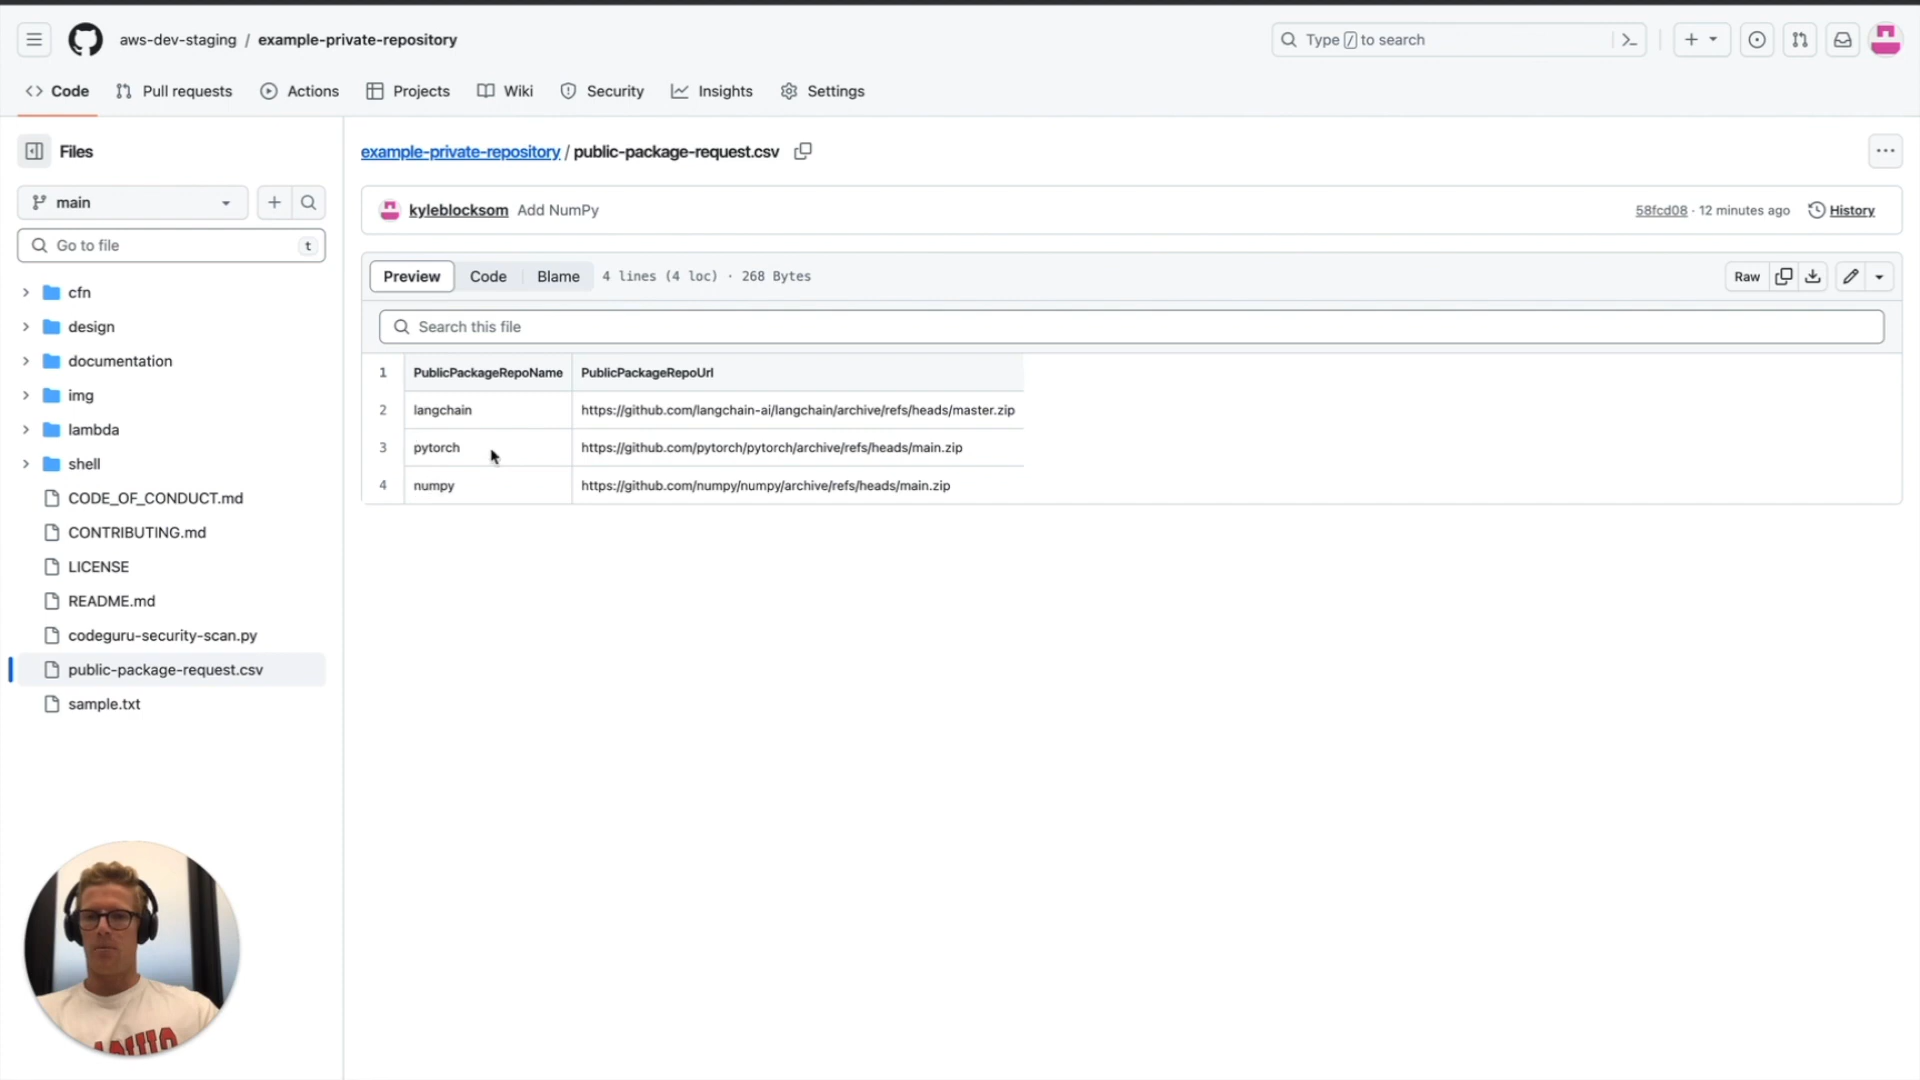 aws-dev-staging / example-private-repository
Type / to search
Code
Pull requests
Actions
Projects
Wiki
Security
Insights
Settings
Files
example-private-repository / public-package-request.csv
main
kyleblocksom Add NumPy
58fcd08 · 12 minutes ago
History
Go to file
t
Preview
Code
Blame
4 lines (4 loc) · 268 Bytes
Raw
Search this file
cfn
design
documentation
img
lambda
shell
CODE_OF_CONDUCT.md
CONTRIBUTING.md
LICENSE
README.md
codeguru-security-scan.py
public-package-request.csv
sample.txt
1 PublicPackageRepoName PublicPackageRepoUrl
2 langchain https://github.com/langchain-ai/langchain/archive/refs/heads/master.zip
3 pytorch https://github.com/pytorch/pytorch/archive/refs/heads/main.zip
4 numpy https://github.com/numpy/numpy/archive/refs/heads/main.zip